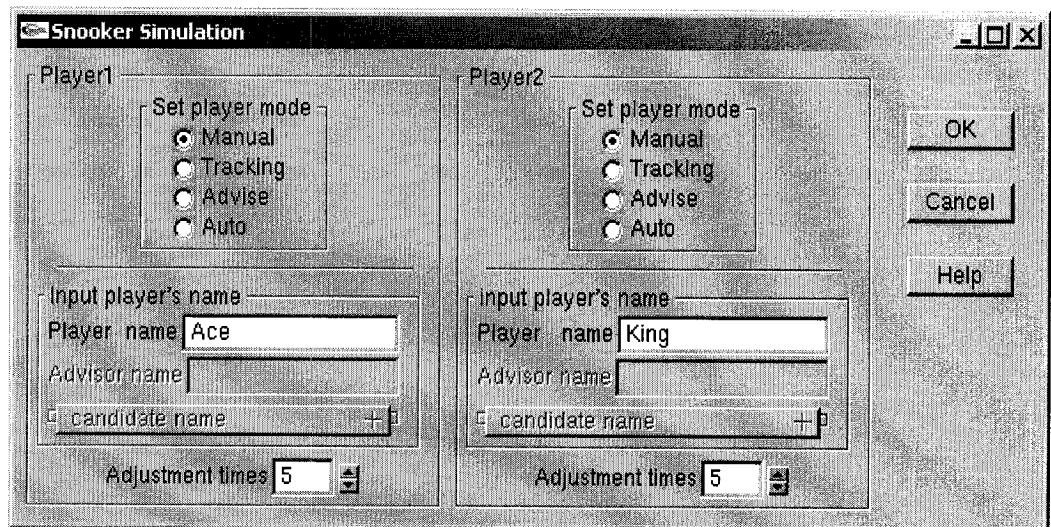 Snooker Simulation
Player1
Set player mode
Manual
Tracking
Advise
Auto
Input player's name
Player name Ace
Advisor name
candidate name
Adjustment times 5
Player2
Set player mode
Manual
Tracking
Advise
Auto
Input player's name
Player name King
Advisor name
candidate name
Adjustment times 5
OK
Cancel
Help